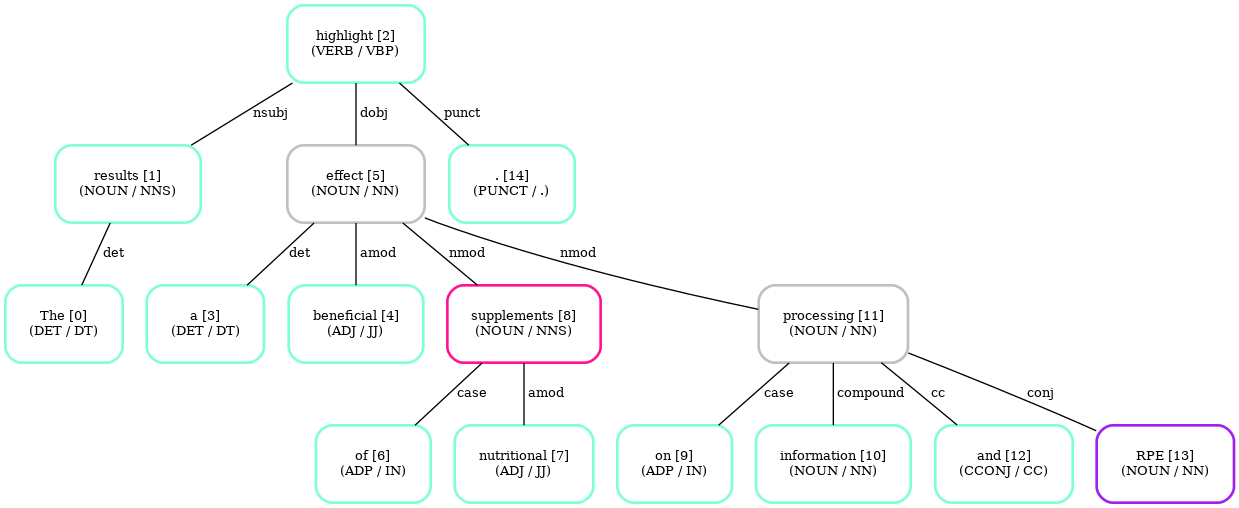 highlight [2]
(VERB / VBP)
nsubj
dobj
punct
results [1]
(NOUN / NNS)
effect [5]
(NOUN / NN)
. [14]
(PUNCT / .)
det
det
amod
nmod
nmod
The [0]
(DET / DT)
a [3]
(DET / DT)
beneficial [4]
(ADJ / JJ)
supplements [8]
(NOUN / NNS)
processing [11]
(NOUN / NN)
case
amod
case
compound
cc
conj
of [6]
(ADP / IN)
nutritional [7]
(ADJ / JJ)
on [9]
(ADP / IN)
information [10]
(NOUN / NN)
and [12]
(CCONJ / CC)
RPE [13]
(NOUN / NN)